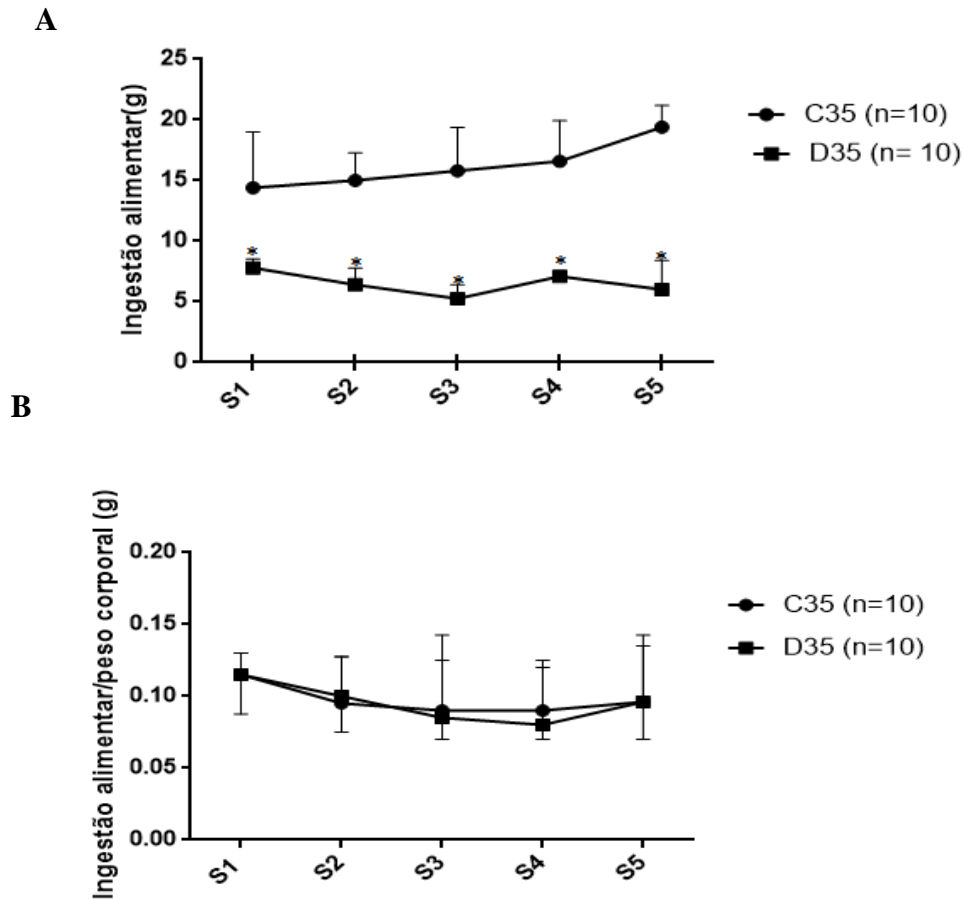 A
Ingestão alimentar(g)
25
20
15
10
5
0
*
*
*
*
*
S1
S2
S3
S4
S5
C35 (n=10)
D35 (n= 10)
B
Ingestão alimentar/peso corporal (g)
0.20
0.15
0.10
0.05
0.00
S1
S2
S3
S4
S5
C35 (n=10)
D35 (n=10)